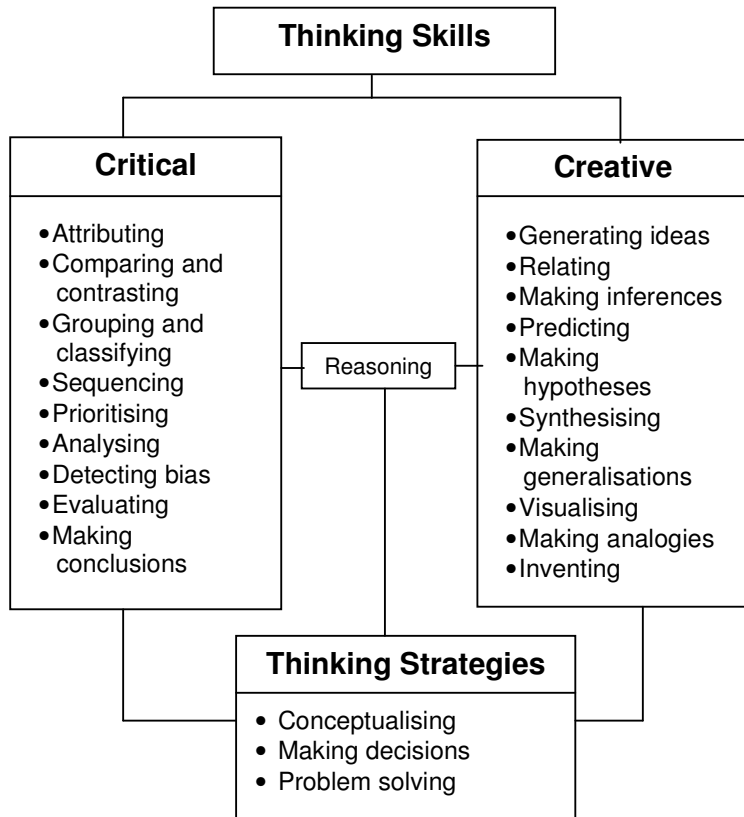 Thinking Skills
Critical
•Attributing
•Comparing and
contrasting
•Grouping and
classifying
•Sequencing
•Prioritising
•Analysing
•Detecting bias
•Evaluating
•Making
conclusions
Reasoning
Creative
•Generating ideas
•Relating
•Making inferences
•Predicting
•Making
hypotheses
•Synthesising
•Making
generalisations
•Visualising
•Making analogies
•Inventing
Thinking Strategies
• Conceptualising
• Making decisions
• Problem solving